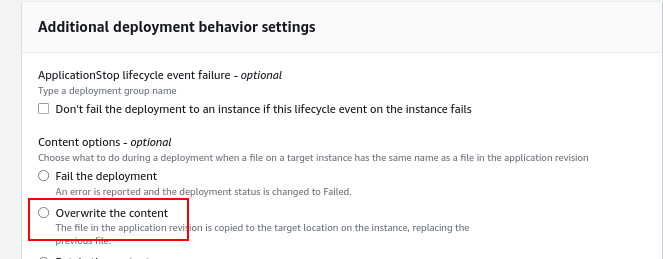 Additional deployment behavior settings
ApplicationStop lifecycle event failure - optional
Type a deployment group name
Don't fail the deployment to an instance if this lifecycle event on the instance fails
Content options - optional
Choose what to do during a deployment when a file on a target instance has the same name as a file in the application revision
Fail the deployment
An error is reported and the deployment status is changed to Failed.
Overwrite the content
The file in the application revision is copied to the target location on the instance, replacing the
previous file.